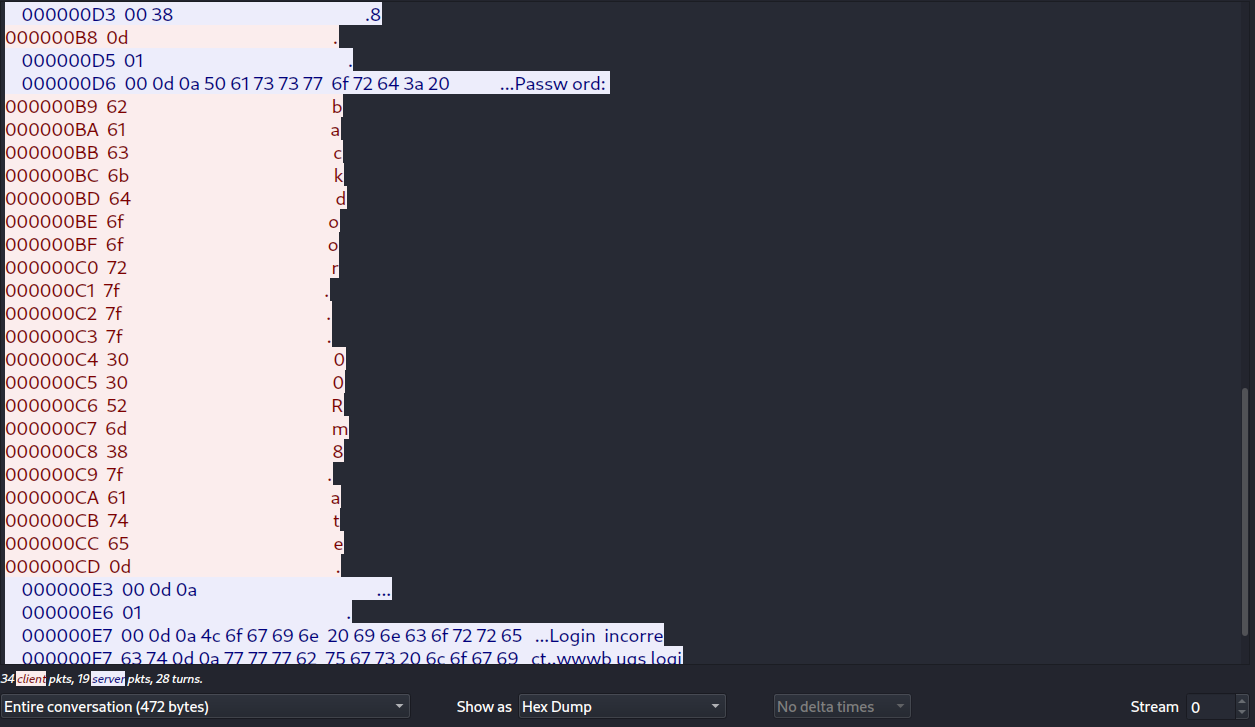 000000D3 00 38 .8
000000B8 0d .
000000D5 01 .
000000D6 00 0d 0a 50 61 73 73 77 6f 72 64 3a 20 ...Passw ord:
000000B9 62 b
000000BA 61 a
000000BB 63 c
000000BC 6b k
000000BD 64 d
000000BE 6f o
000000BF 6f o
000000C0 72 r
000000C1 7f .
000000C2 7f .
000000C3 7f .
000000C4 30 0
000000C5 30 0
000000C6 52 R
000000C7 6d m
000000C8 38 8
000000C9 7f .
000000CA 61 a
000000CB 74 t
000000CC 65 e
000000CD 0d .
000000E3 00 0d 0a ...
000000E6 01 .
000000E7 00 0d 0a 4c 6f 67 69 6e 20 69 6e 63 6f 72 72 65 ...Login incorre
000000F7 63 74 0d 0a 77 77 77 62 75 67 73 20 6c 6f 67 69 ct..wwwb ugs logi
34 client pkts, 19 server pkts, 28 turns.
Entire conversation (472 bytes) Show as Hex Dump No delta times Stream 0